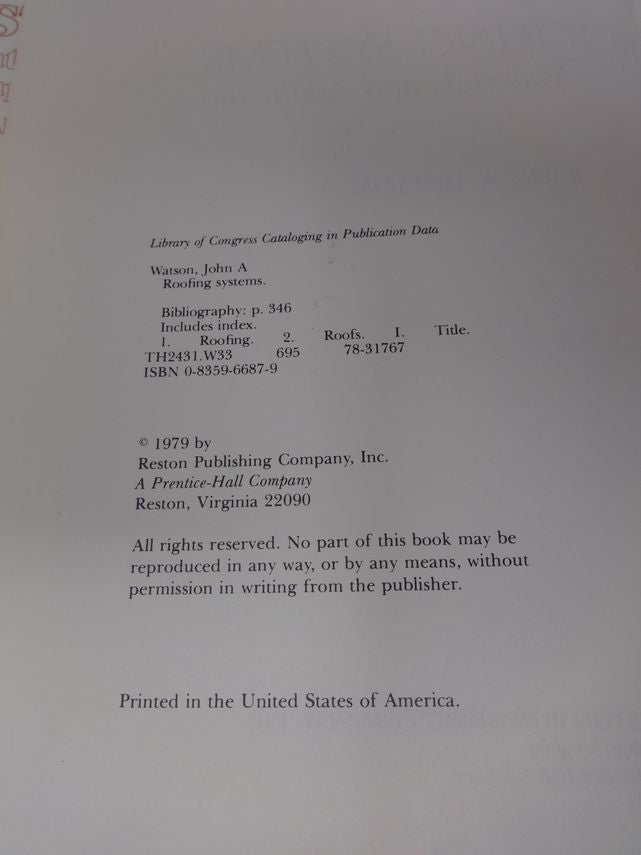 Library of Congress Cataloging in Publication Data
Watson, John A
Roofing systems.
Bibliography: p. 346
Includes index.
1. Roofing. 2. Roofs. I. Title.
TH2431.W33 695 78-31767
ISBN 0-8359-6687-9
© 1979 by
Reston Publishing Company, Inc.
A Prentice-Hall Company
Reston, Virginia 22090
All rights reserved. No part of this book may be
reproduced in any way, or by any means, without
permission in writing from the publisher.
Printed in the United States of America.